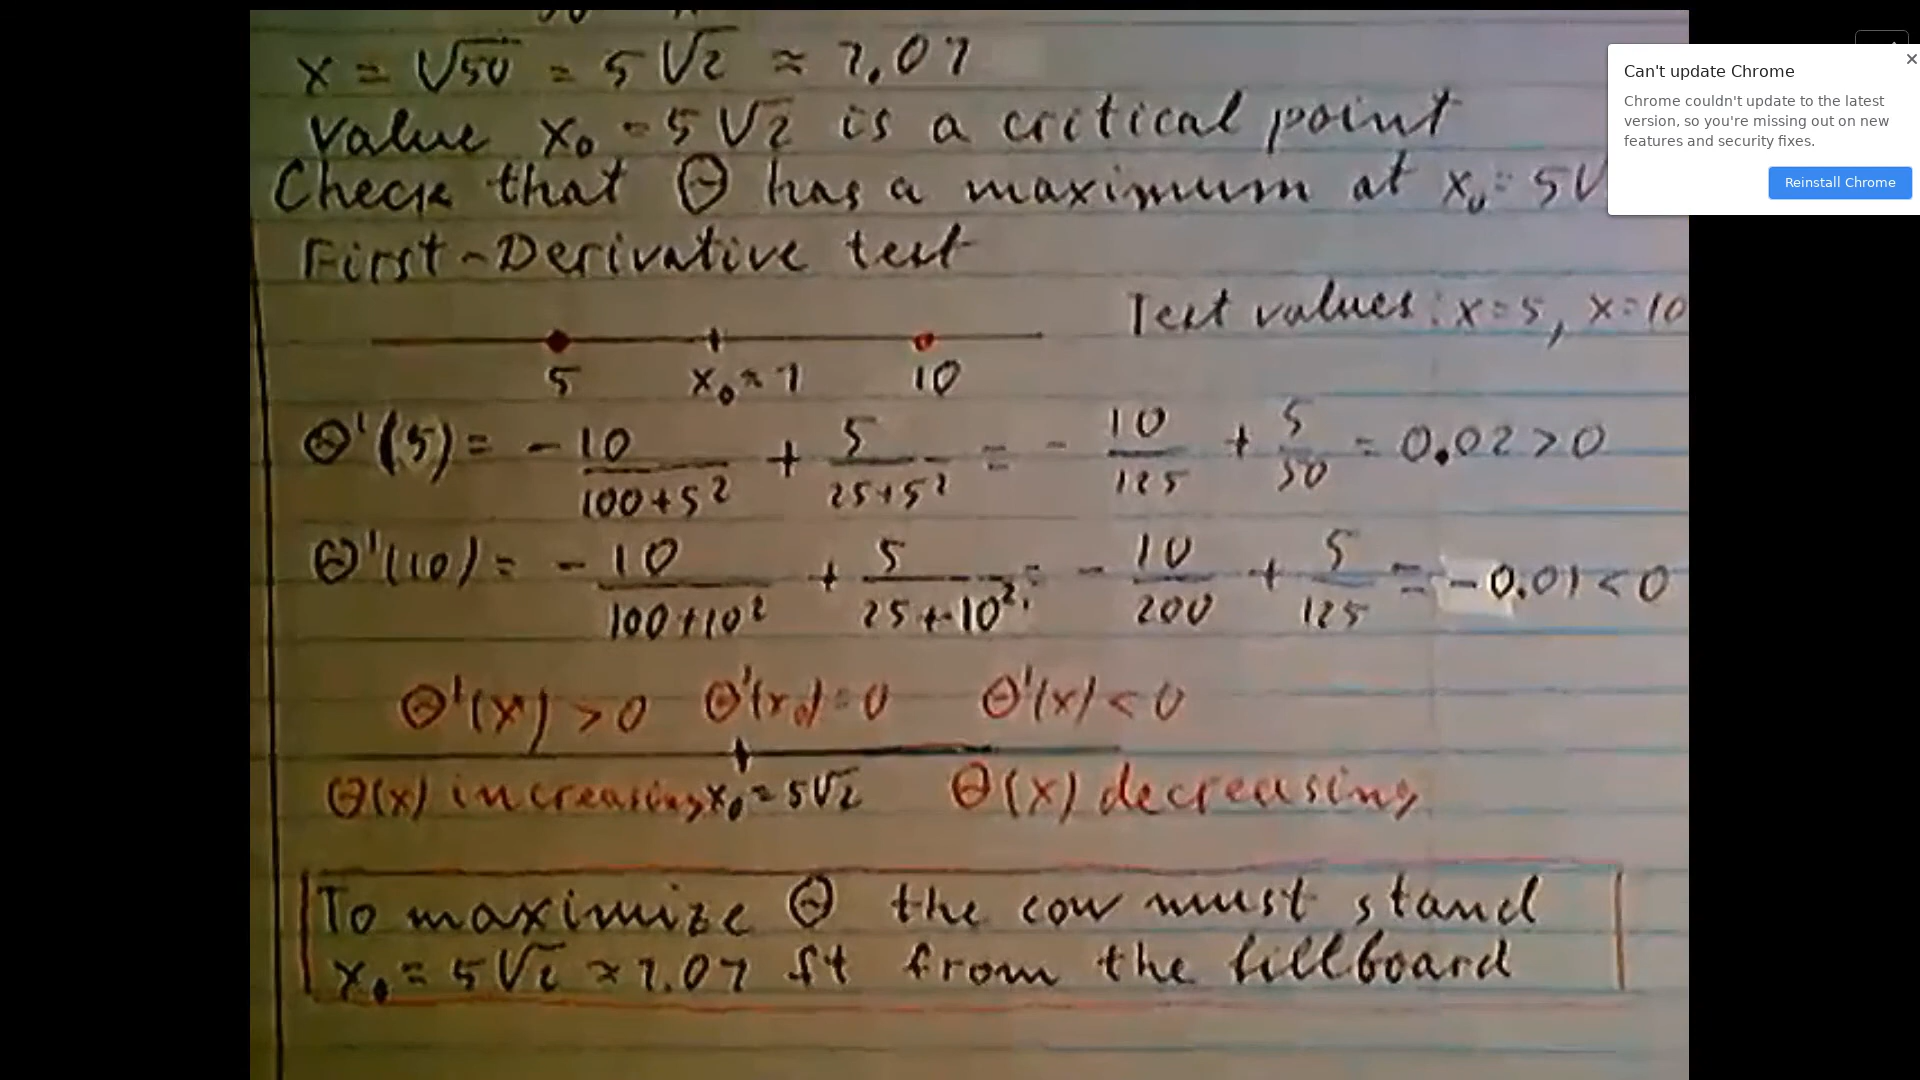 x = √50 = 5√2 ≈ 7.07
value x₀ = 5√2 is a critical point
Check that Θ has a maximum at x₀ = 5√
First-Derivative test
Test values: x=5, x=10
5 x₀≈7 10
Θ'(5) = - 10/(100+5²) + 5/(25+5²) = - 10/125 + 5/50 = 0.02 > 0
Θ'(10) = - 10/(100+10²) + 5/(25+10²) = - 10/200 + 5/125 = -0.01 < 0
Θ'(x) > 0 Θ'(x₀) = 0 Θ'(x) < 0
Θ(x) increasing x₀=5√2 Θ(x) decreasing
To maximize Θ the cow must stand
x₀ = 5√2 ≈ 7.07 ft from the billboard
Can't update Chrome
Chrome couldn't update to the latest
version, so you're missing out on new
features and security fixes.
Reinstall Chrome